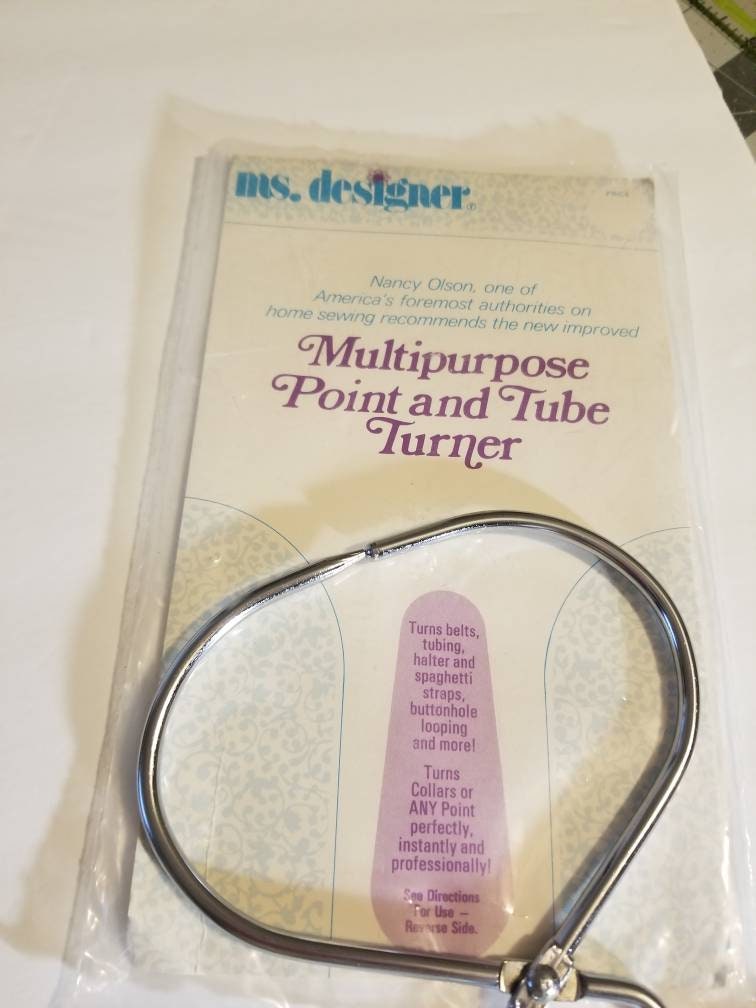 ms. designer®
Nancy Olson, one of
America's foremost authorities on
home sewing recommends the new improved
Multipurpose
Point and Tube
Turner
Turns belts,
tubing,
halter and
spaghetti
straps,
buttonhole
looping
and more!
Turns
Collars or
ANY Point
perfectly,
instantly and
professionally!
See Directions
For Use —
Reverse Side.